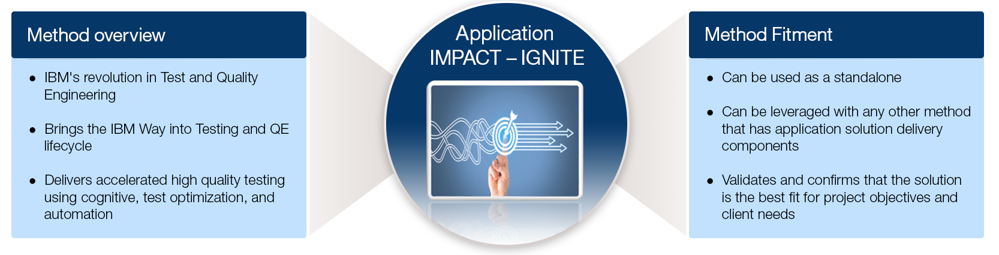 Method overview
● IBM's revolution in Test and Quality
Engineering
● Brings the IBM Way into Testing and QE
lifecycle
● Delivers accelerated high quality testing
using cognitive, test optimization, and
automation
Application
IMPACT – IGNITE
Method Fitment
● Can be used as a standalone
● Can be leveraged with any other method
that has application solution delivery
components
● Validates and confirms that the solution
is the best fit for project objectives and
client needs